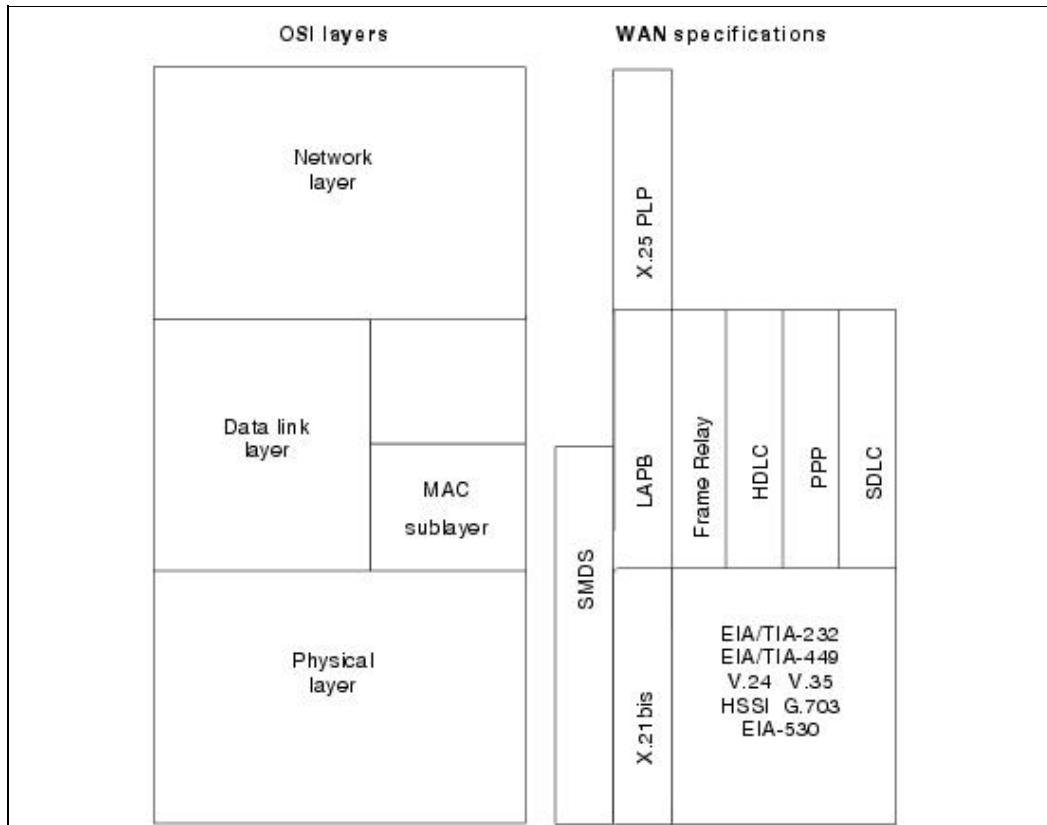 OSI layers
WAN specifications
Network
layer
X.25 PLP
Data link
layer
MAC
sublayer
SMDS
LAPB
Frame Relay
HDLC
PPP
SDLC
Physical
layer
X.21bis
EIA/TIA-232
EIA/TIA-449
V.24 V.35
HSSI G.703
EIA-530